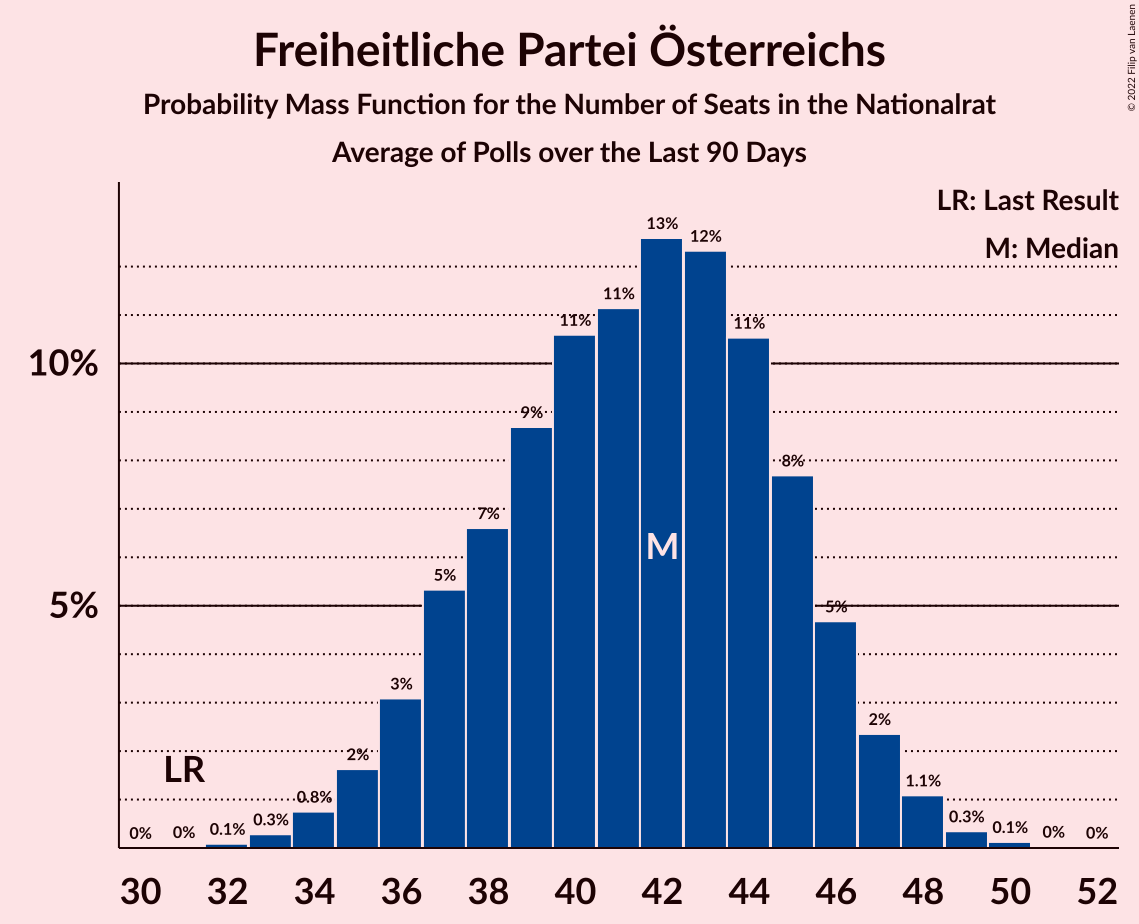 Freiheitliche Partei Österreichs
Probability Mass Function for the Number of Seats in the Nationalrat
Average of Polls over the Last 90 Days
© 2022 Filip van Laenen
LR: Last Result
M: Median
10%
5%
0% 0% 0.1% 0.3% 0.8% 2% 3% 5% 7% 9% 11% 11% 13% 12% 11% 8% 5% 2% 1.1% 0.3% 0.1% 0% 0%
LR
M
30 32 34 36 38 40 42 44 46 48 50 52